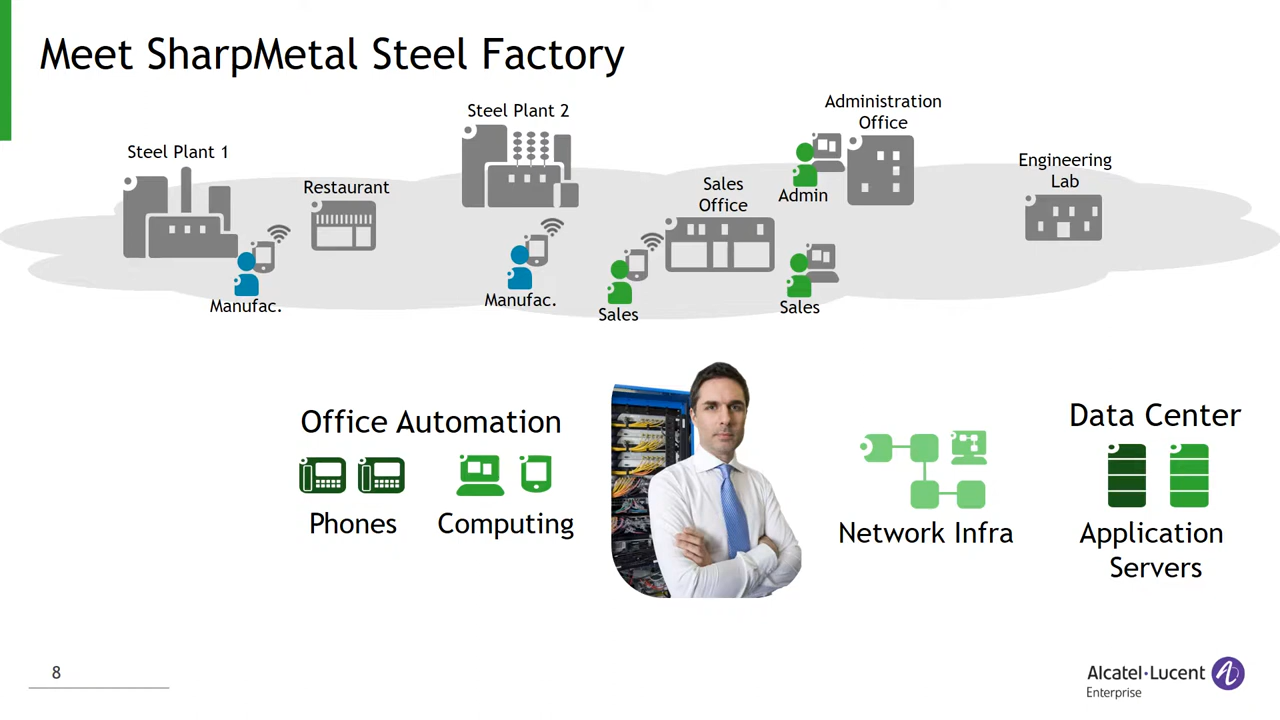 Meet SharpMetal Steel Factory
Steel Plant 1
Restaurant
Steel Plant 2
Sales
Office
Administration
Office
Engineering
Lab
Admin
Manufac.
Manufac.
Sales
Sales
Office Automation
Phones
Computing
Network Infra
Data Center
Application
Servers
8
Alcatel·Lucent
Enterprise